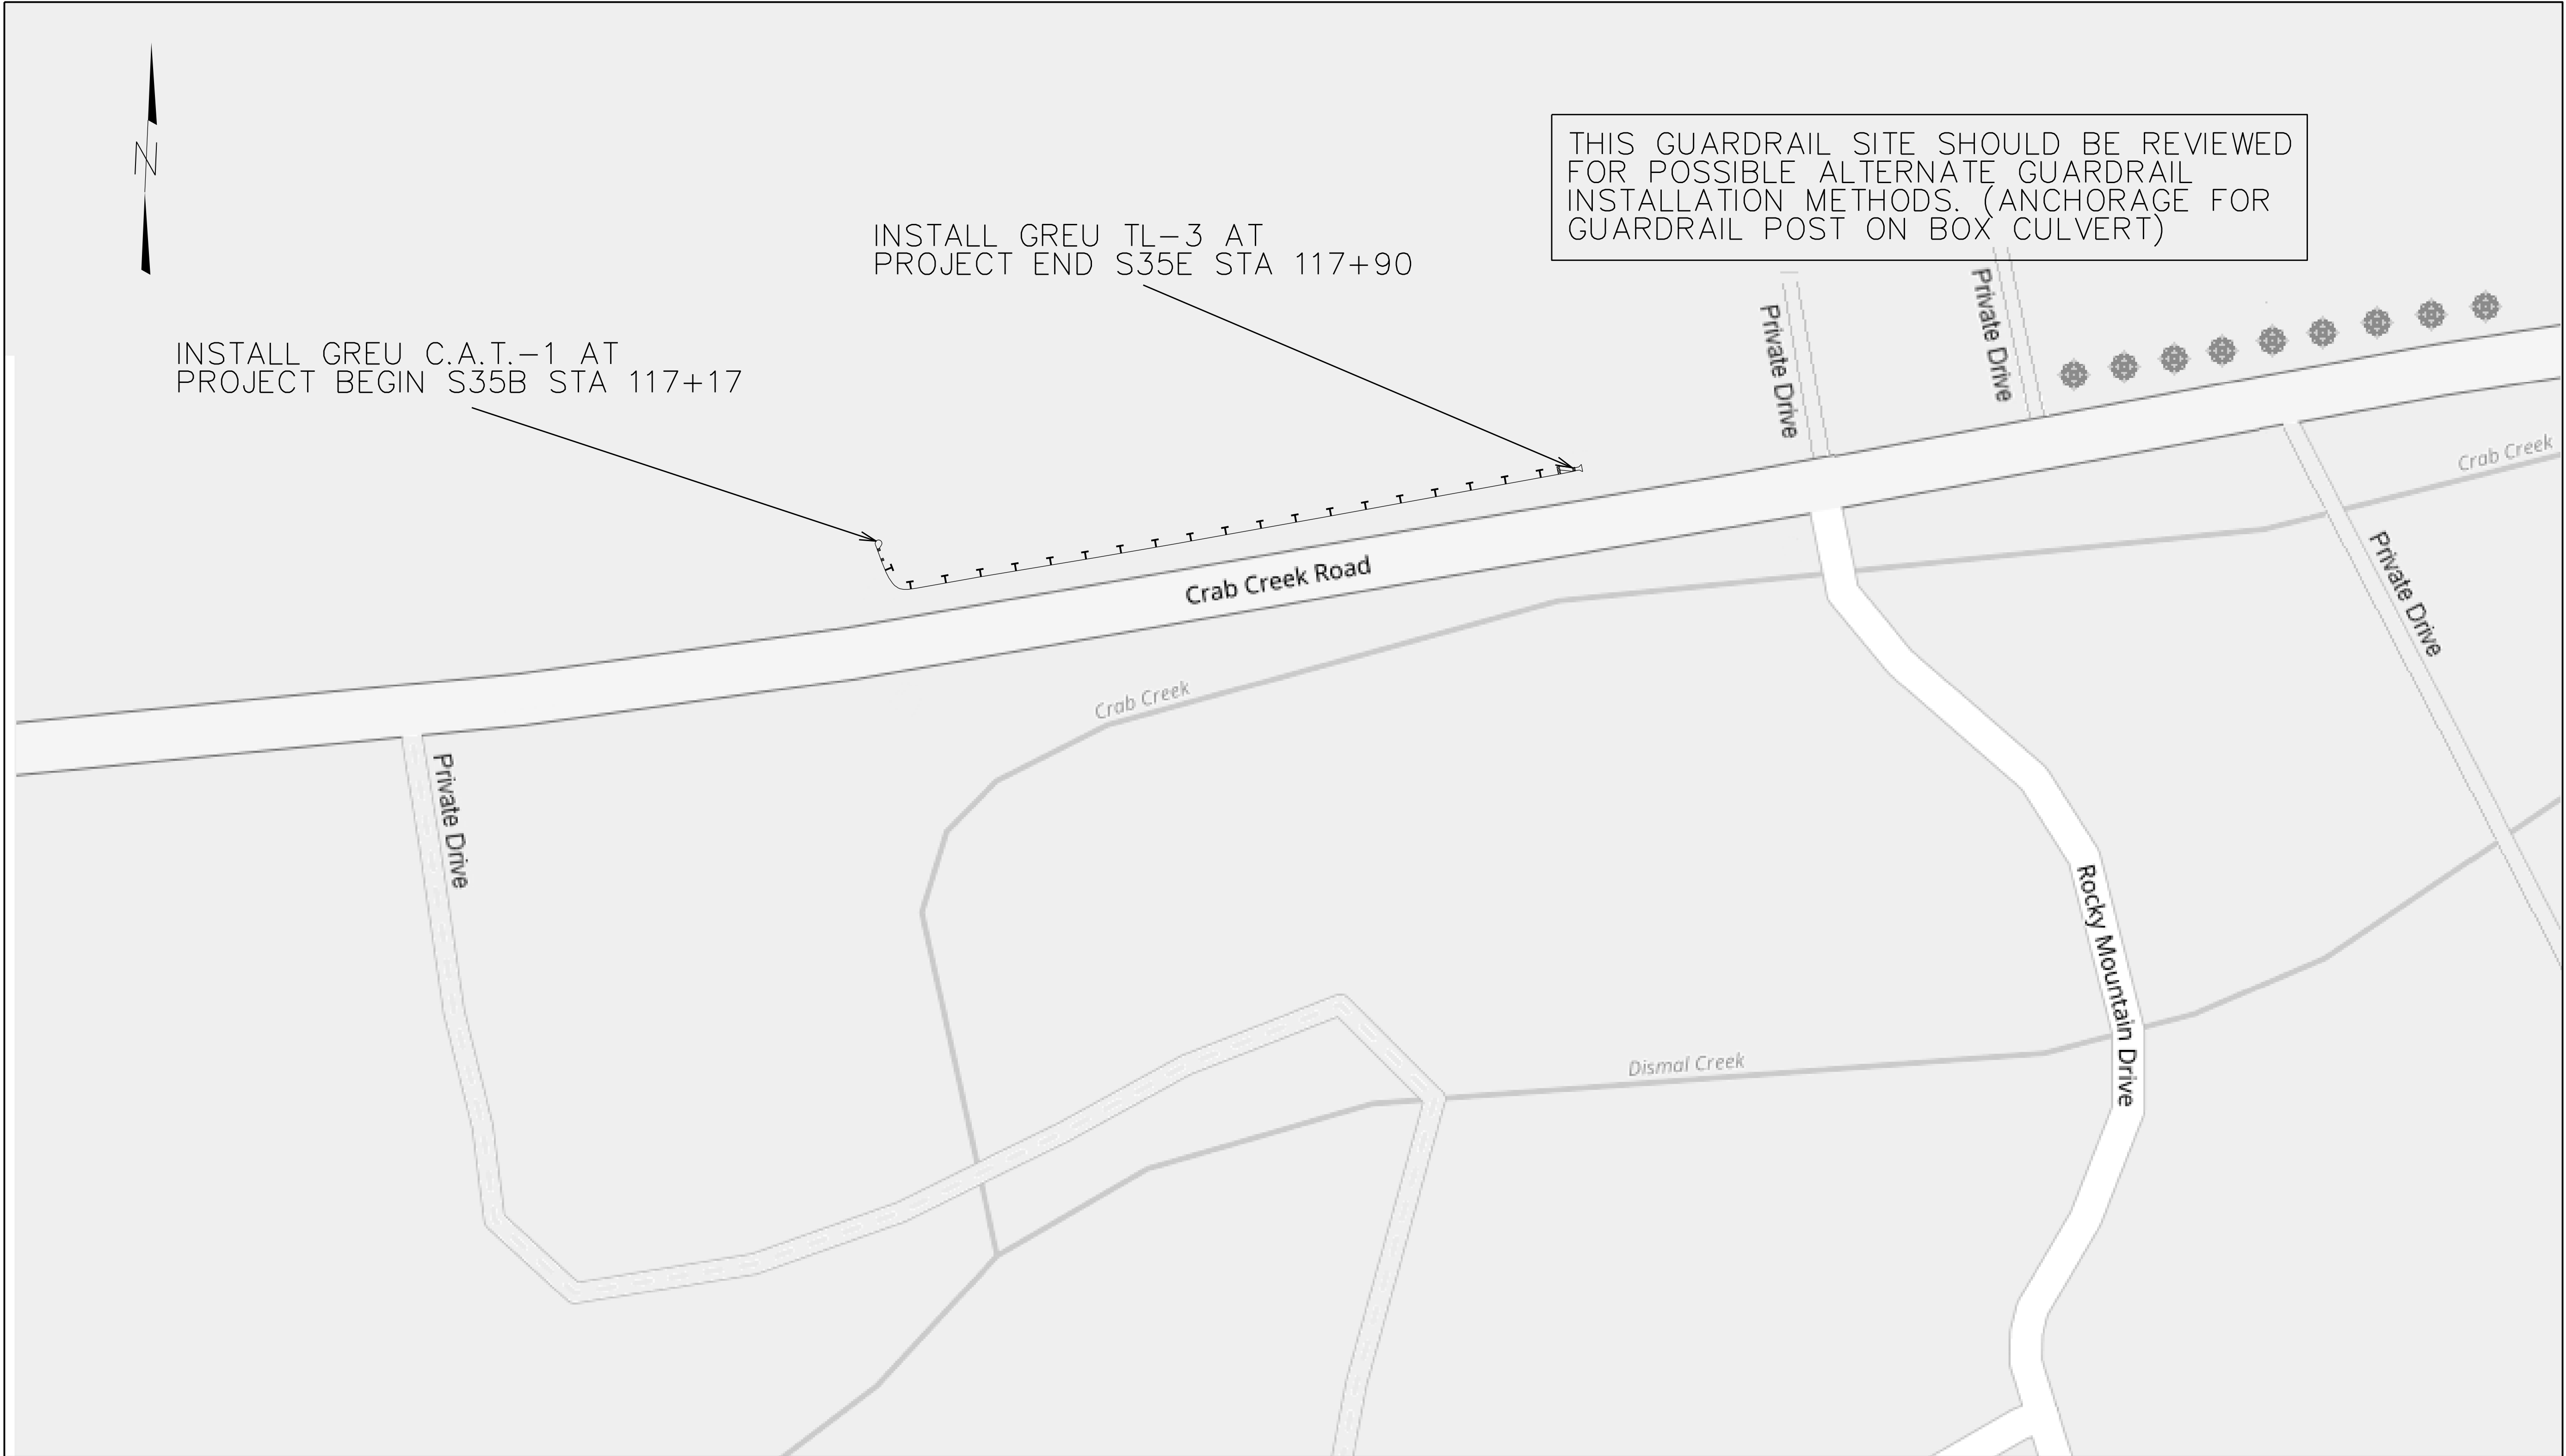 N
THIS GUARDRAIL SITE SHOULD BE REVIEWED
FOR POSSIBLE ALTERNATE GUARDRAIL
INSTALLATION METHODS. (ANCHORAGE FOR
GUARDRAIL POST ON BOX CULVERT)
INSTALL GREU TL-3 AT
PROJECT END S35E STA 117+90
INSTALL GREU C.A.T.-1 AT
PROJECT BEGIN S35B STA 117+17
Private Drive
Private Drive
Crab Creek
Private Drive
Crab Creek Road
Crab Creek
Private Drive
Rocky Mountain Drive
Dismal Creek